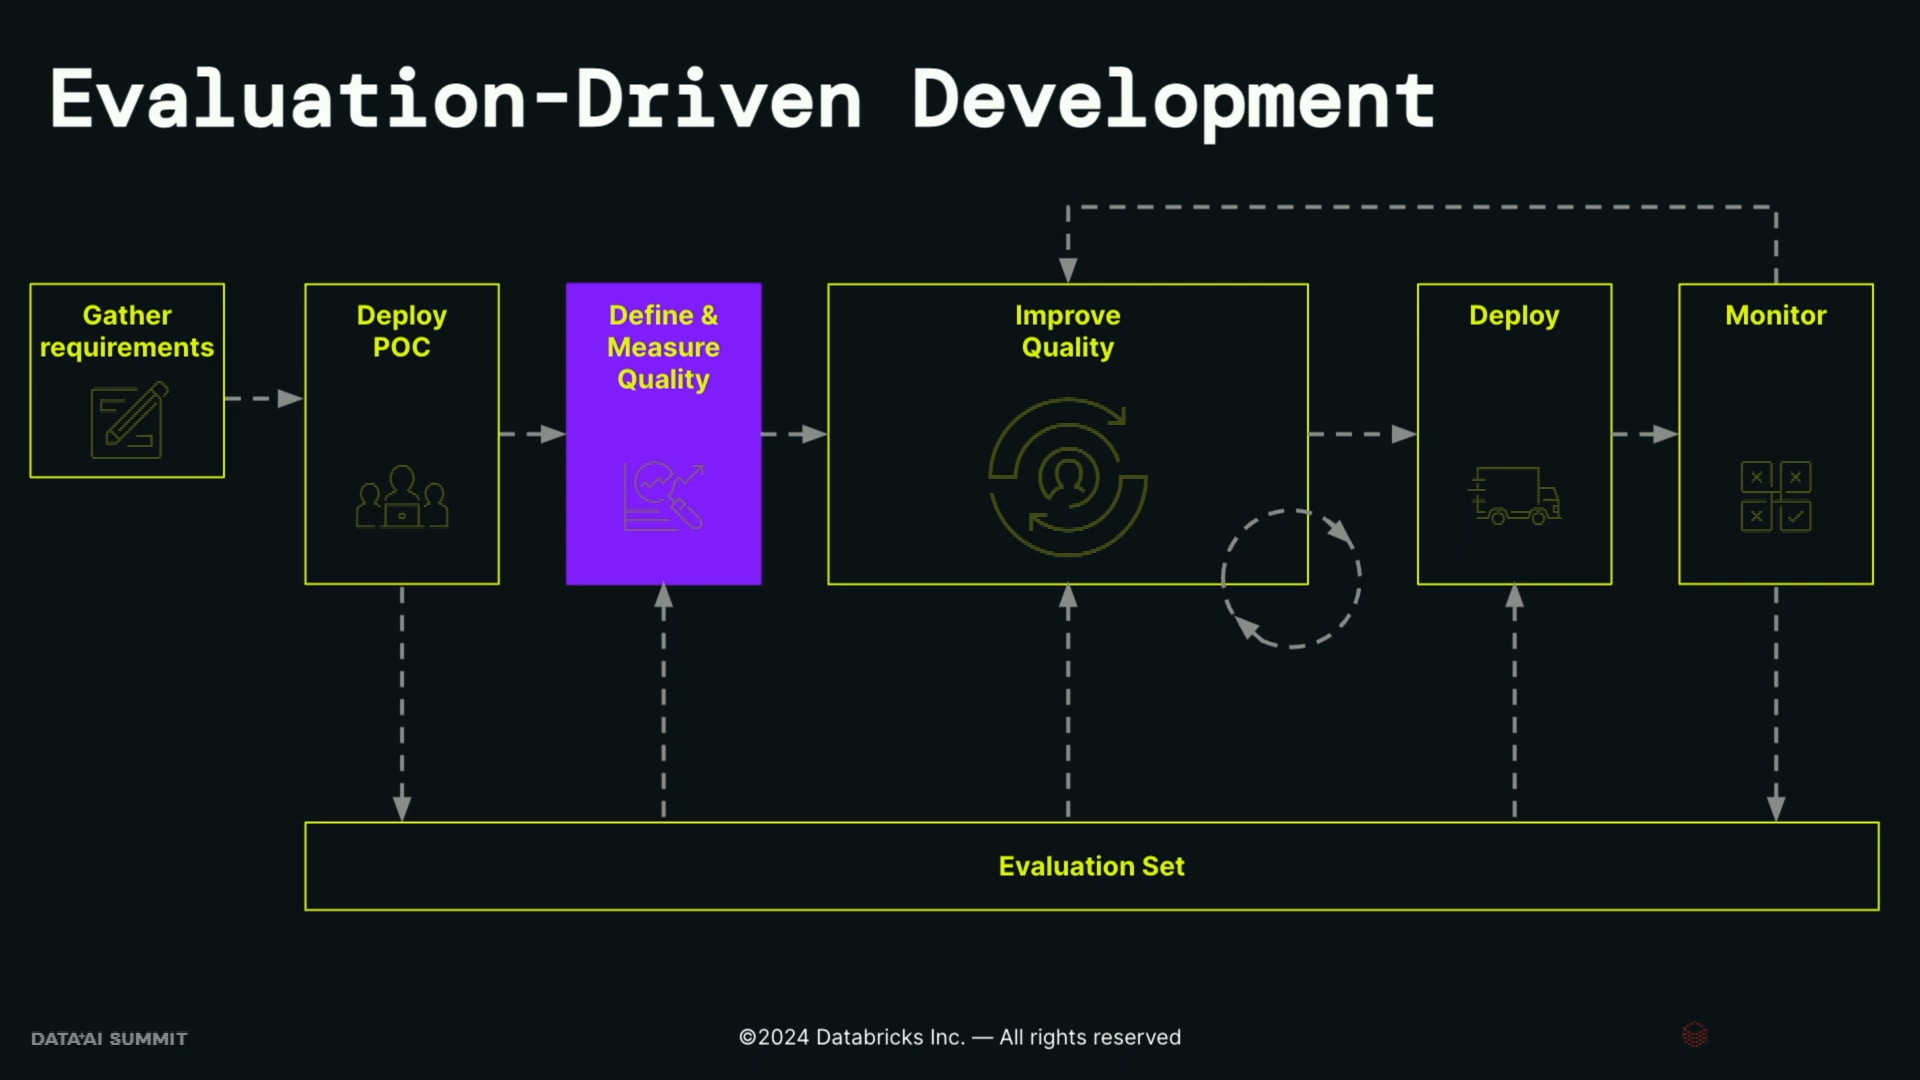 Evaluation-Driven Development
Gather
requirements
Deploy
POC
Define &
Measure
Quality
Improve
Quality
Deploy
Monitor
Evaluation Set
DATA+AI SUMMIT
©2024 Databricks Inc. — All rights reserved